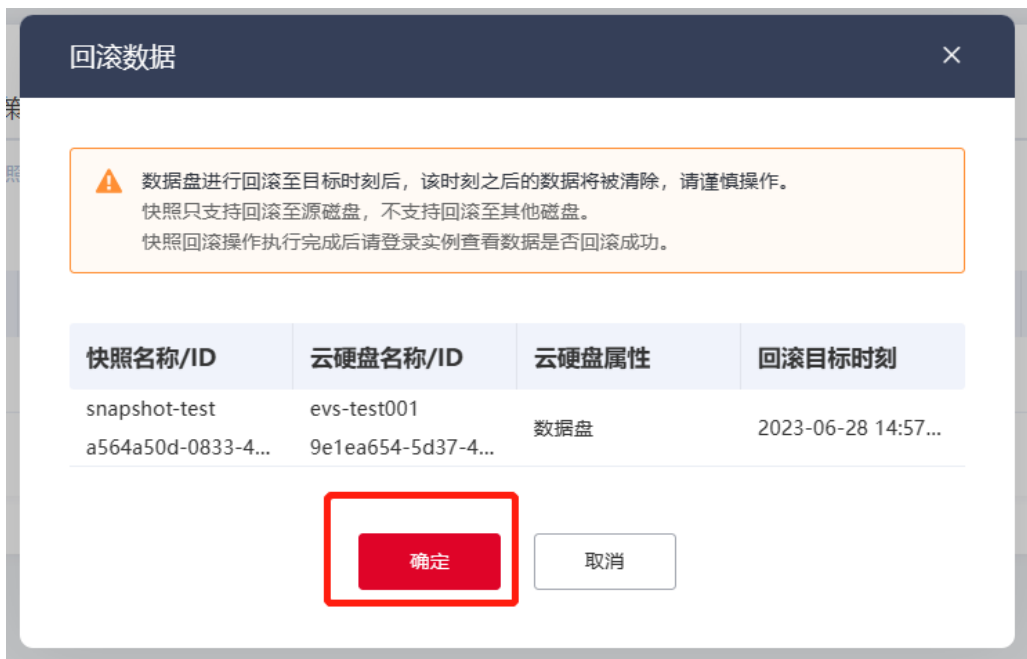 回滚数据
策
照
数据盘进行回滚至目标时刻后，该时刻之后的数据将被清除，请谨慎操作。
快照只支持回滚至源磁盘，不支持回滚至其他磁盘。
快照回滚操作执行完成后请登录实例查看数据是否回滚成功。
快照名称/ID 云硬盘名称/ID 云硬盘属性 回滚目标时刻
snapshot-test evs-test001
数据盘 2023-06-28 14:57...
a564a50d-0833-4... 9e1ea654-5d37-4...
确定 取消